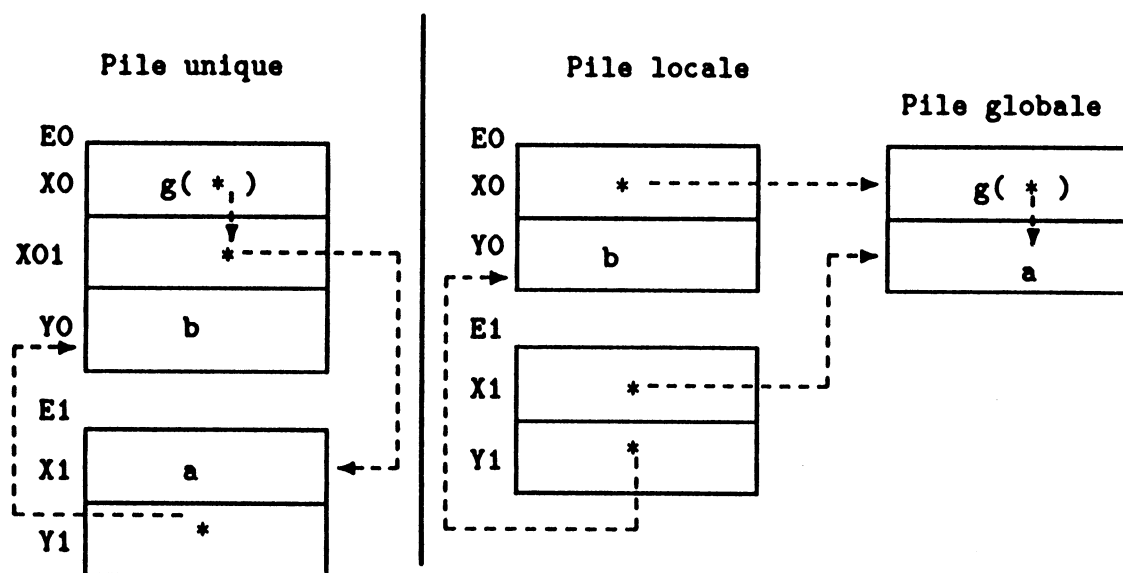 Pile unique
E0
X0 g( * )
X01 *
Y0 b
E1
X1 a
Y1 *
Pile locale
E0
X0 *
Y0 b
E1
X1 *
Y1 *
Pile globale
g( * )
a